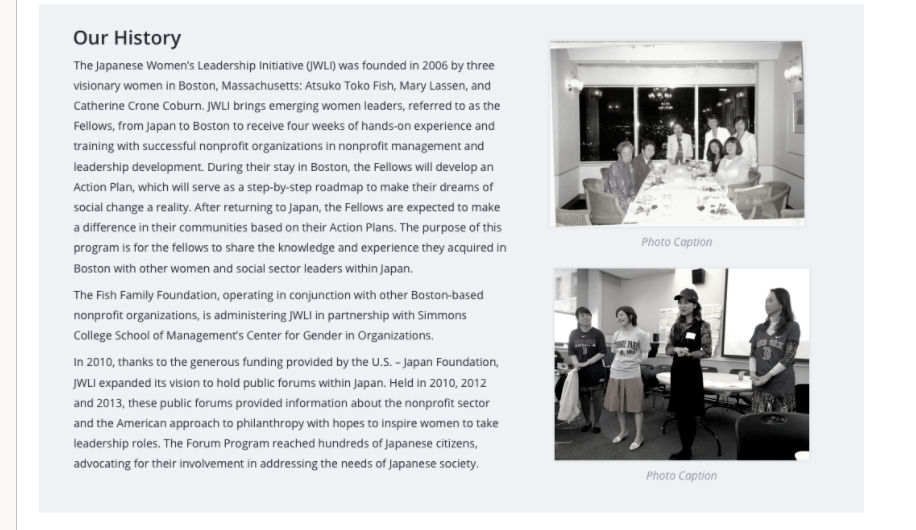 Our History
The Japanese Women's Leadership Initiative (JWLI) was founded in 2006 by three
visionary women in Boston, Massachusetts: Atsuko Toko Fish, Mary Lassen, and
Catherine Crone Coburn. JWLI brings emerging women leaders, referred to as the
Fellows, from Japan to Boston to receive four weeks of hands-on experience and
training with successful nonprofit organizations in nonprofit management and
leadership development. During their stay in Boston, the Fellows will develop an
Action Plan, which will serve as a step-by-step roadmap to make their dreams of
social change a reality. After returning to Japan, the Fellows are expected to make
a difference in their communities based on their Action Plans. The purpose of this
program is for the fellows to share the knowledge and experience they acquired in
Boston with other women and social sector leaders within Japan.
The Fish Family Foundation, operating in conjunction with other Boston-based
nonprofit organizations, is administering JWLI in partnership with Simmons
College School of Management's Center for Gender in Organizations.
In 2010, thanks to the generous funding provided by the U.S. – Japan Foundation,
JWLI expanded its vision to hold public forums within Japan. Held in 2010, 2012
and 2013, these public forums provided information about the nonprofit sector
and the American approach to philanthropy with hopes to inspire women to take
leadership roles. The Forum Program reached hundreds of Japanese citizens,
advocating for their involvement in addressing the needs of Japanese society.
Photo Caption
Photo Caption